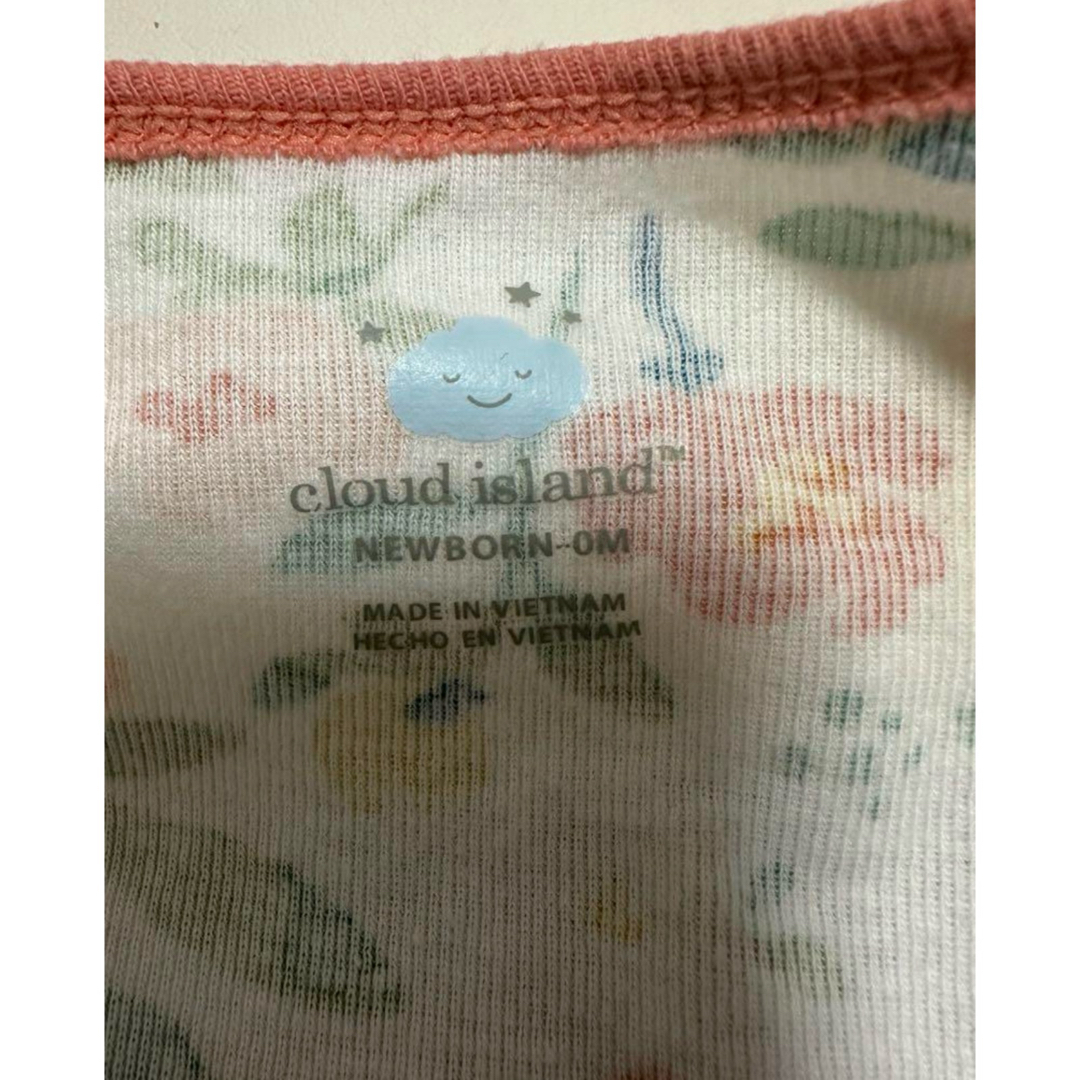 cloud island™
NEWBORN-0M
MADE IN VIETNAM
HECHO EN VIETNAM